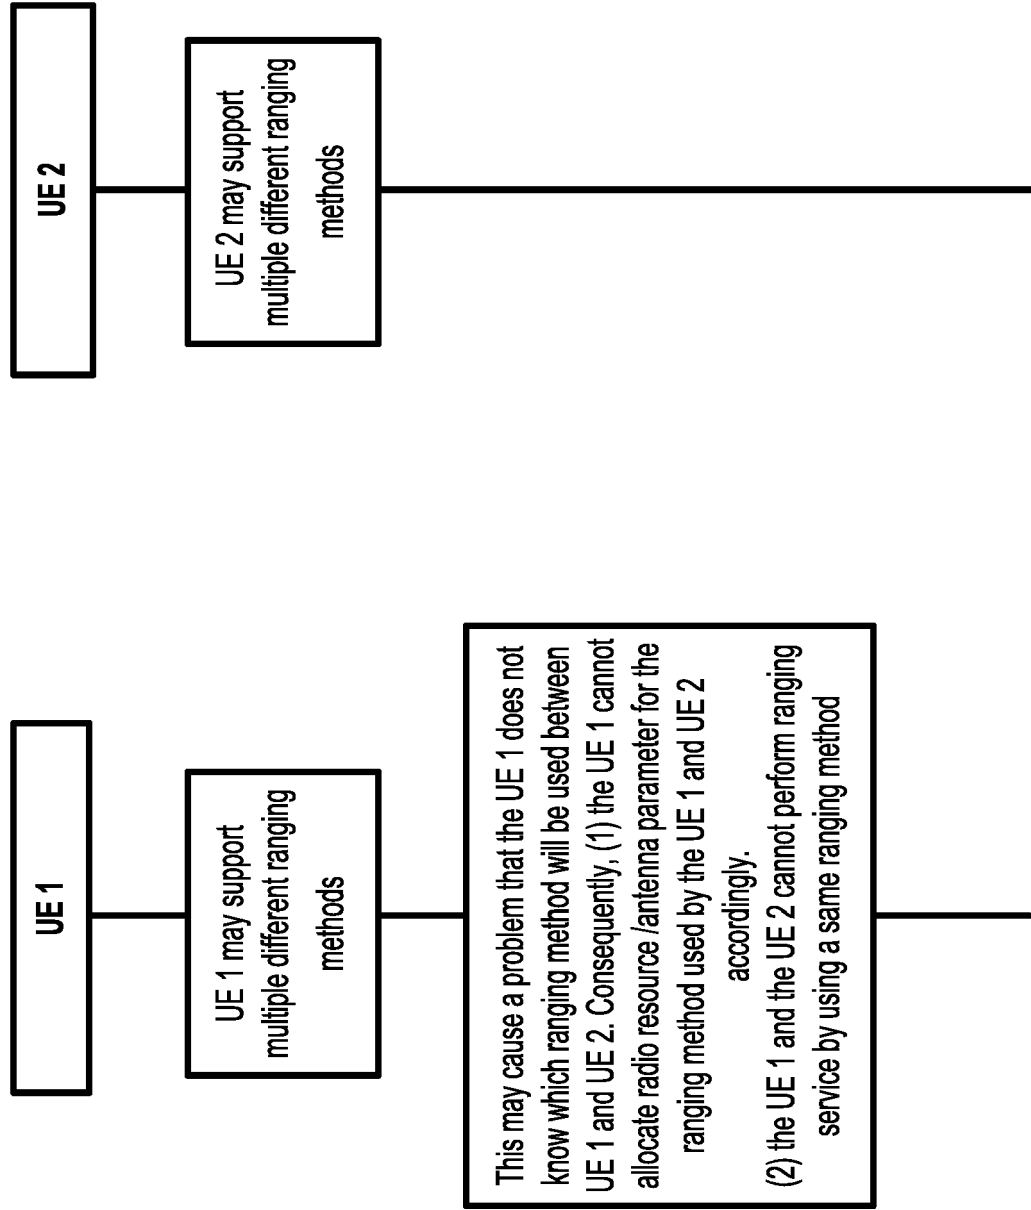 UE 1
UE 2
UE 1 may support
multiple different ranging
methods
UE 2 may support
multiple different ranging
methods
This may cause a problem that the UE 1 does not
know which ranging method will be used between
UE 1 and UE 2. Consequently, (1) the UE 1 cannot
allocate radio resource /antenna parameter for the
ranging method used by the UE 1 and UE 2
accordingly.
(2) the UE 1 and the UE 2 cannot perform ranging
service by using a same ranging method